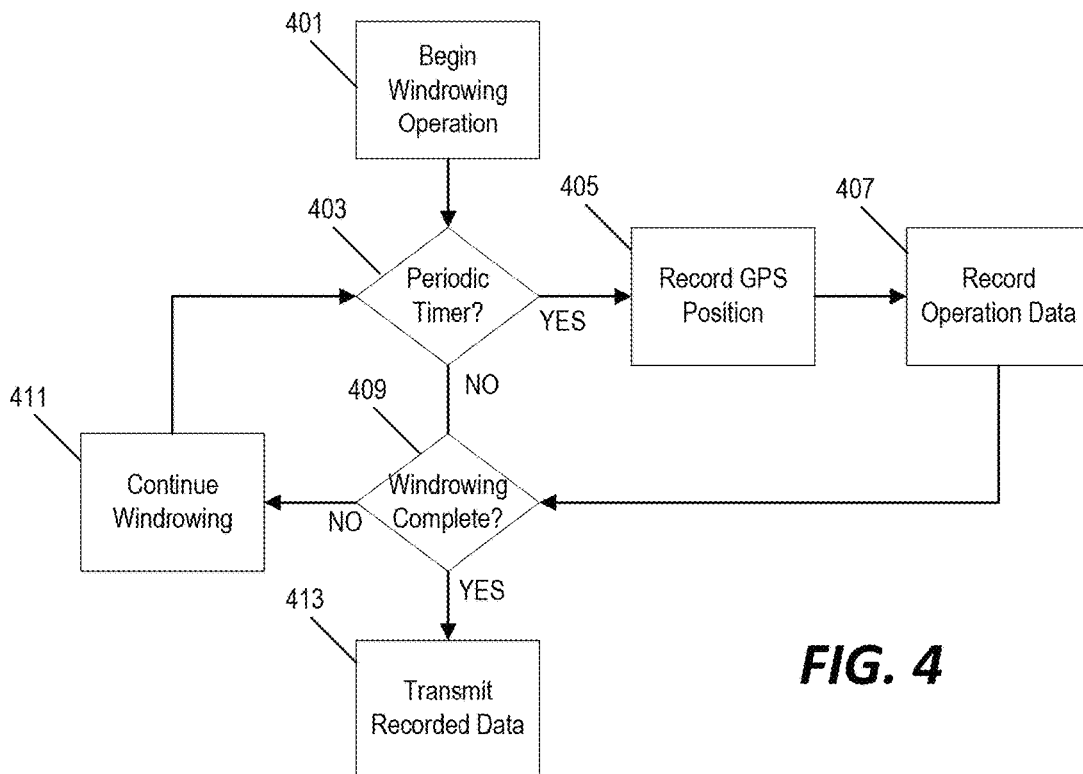 401
Begin
Windrowing
Operation
403
Periodic
Timer?
YES
NO
405
Record GPS
Position
407
Record
Operation Data
409
Windrowing
Complete?
NO
YES
411
Continue
Windrowing
413
Transmit
Recorded Data
FIG. 4